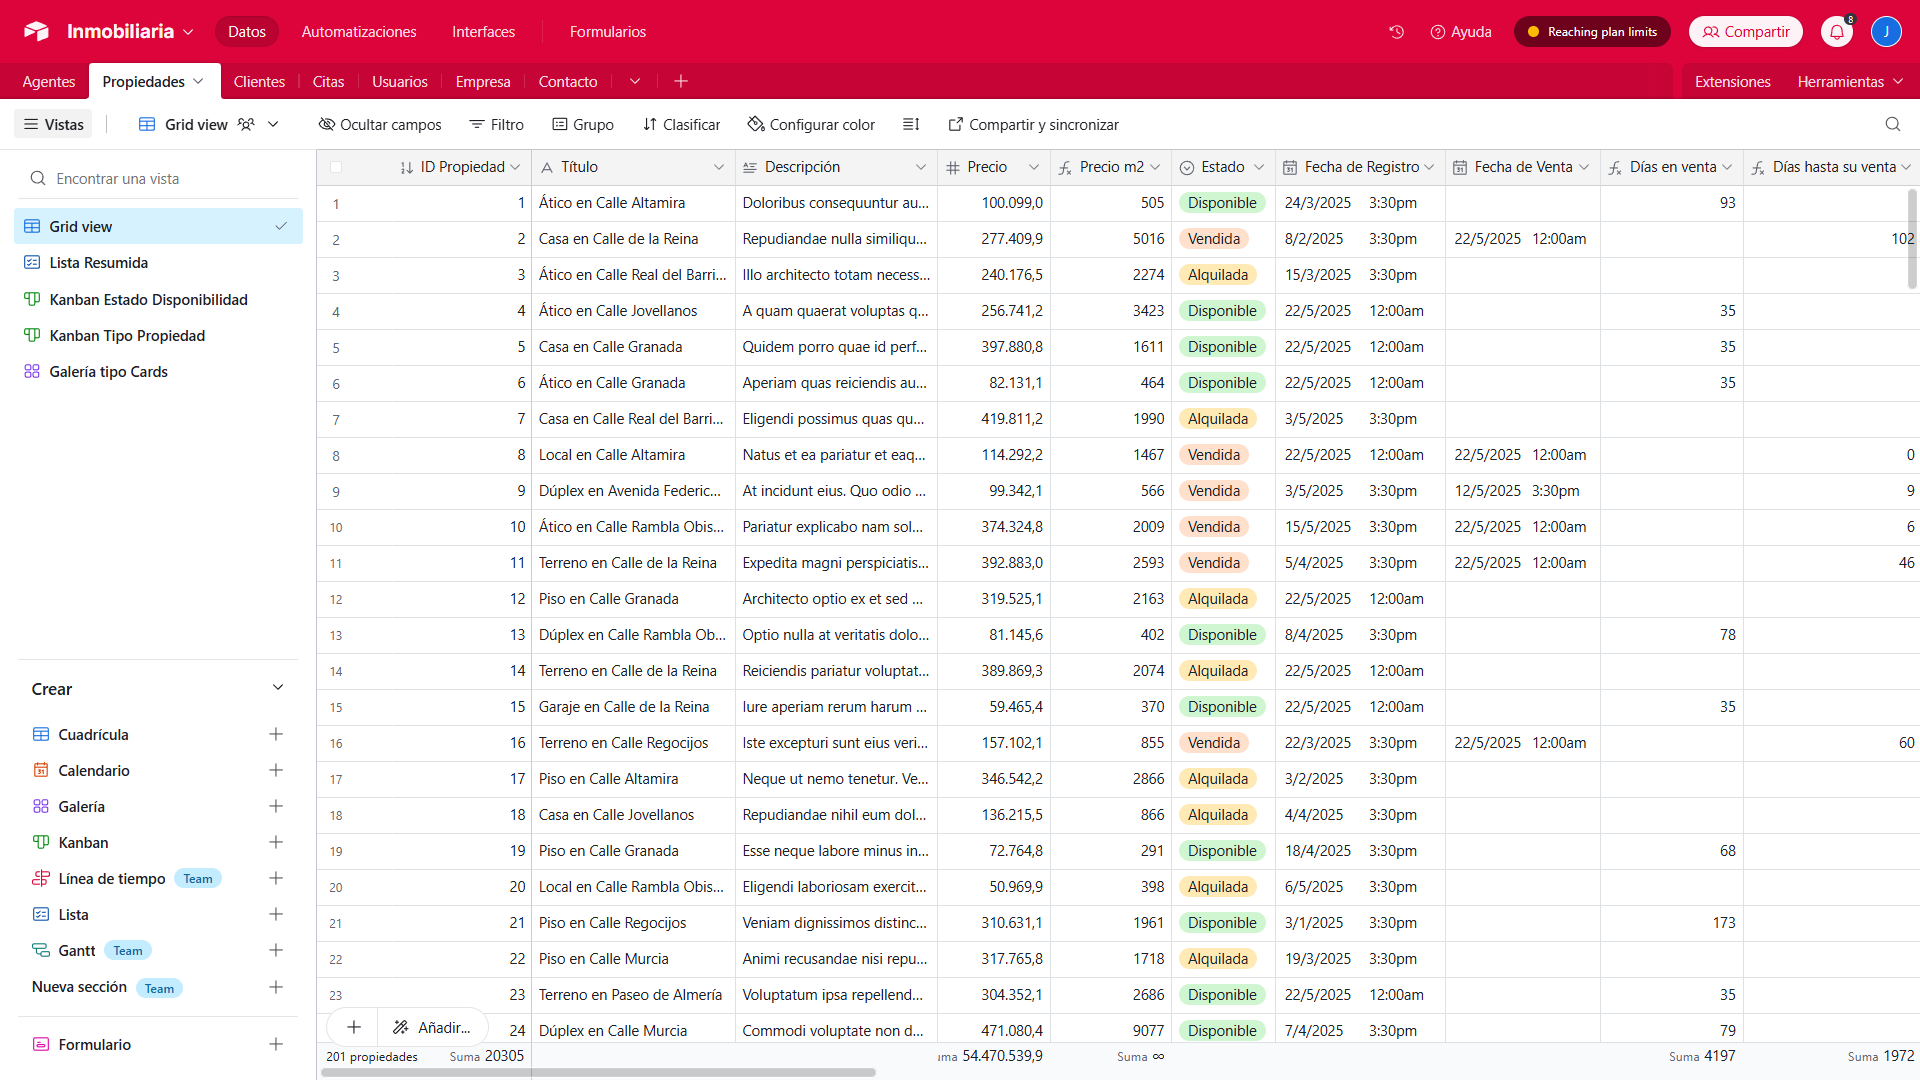 Inmobiliaria
Datos
Automatizaciones
Interfaces
Formularios
Ayuda
Reaching plan limits
Compartir
8
J
Agentes
Propiedades
Clientes
Citas
Usuarios
Empresa
Contacto
Extensiones
Herramientas
Vistas
Grid view
Ocultar campos
Filtro
Grupo
Clasificar
Configurar color
Compartir y sincronizar
Encontrar una vista
Grid view
Lista Resumida
Kanban Estado Disponibilidad
Kanban Tipo Propiedad
Galería tipo Cards
Crear
Cuadrícula
Calendario
Galería
Kanban
Línea de tiempo Team
Lista
Gantt Team
Nueva sección Team
Formulario
ID Propiedad Título Descripción Precio Precio m2 Estado Fecha de Registro Fecha de Venta Días en venta Días hasta su venta
1 1 Ático en Calle Altamira Doloribus consequuntur au... 100.099,0 505 Disponible 24/3/2025 3:30pm 93
2 2 Casa en Calle de la Reina Repudiandae nulla similiqu... 277.409,9 5016 Vendida 8/2/2025 3:30pm 22/5/2025 12:00am 102
3 3 Ático en Calle Real del Barri... Illo architecto totam necess... 240.176,5 2274 Alquilada 15/3/2025 3:30pm
4 4 Ático en Calle Jovellanos A quam quaerat voluptas q... 256.741,2 3423 Disponible 22/5/2025 12:00am 35
5 5 Casa en Calle Granada Quidem porro quae id perf... 397.880,8 1611 Disponible 22/5/2025 12:00am 35
6 6 Ático en Calle Granada Aperiam quas reiciendis au... 82.131,1 464 Disponible 22/5/2025 12:00am 35
7 7 Casa en Calle Real del Barri... Eligendi possimus quas qu... 419.811,2 1990 Alquilada 3/5/2025 3:30pm
8 8 Local en Calle Altamira Natus et ea pariatur et eaq... 114.292,2 1467 Vendida 22/5/2025 12:00am 22/5/2025 12:00am 0
9 9 Dúplex en Avenida Federic... At incidunt eius. Quo odio ... 99.342,1 566 Vendida 3/5/2025 3:30pm 12/5/2025 3:30pm 9
10 10 Ático en Calle Rambla Obis... Pariatur explicabo nam sol... 374.324,8 2009 Vendida 15/5/2025 3:30pm 22/5/2025 12:00am 6
11 11 Terreno en Calle de la Reina Expedita magni perspiciatis... 392.883,0 2593 Vendida 5/4/2025 3:30pm 22/5/2025 12:00am 46
12 12 Piso en Calle Granada Architecto optio ex et sed ... 319.525,1 2163 Alquilada 22/5/2025 12:00am
13 13 Dúplex en Calle Rambla Ob... Optio nulla at veritatis dolo... 81.145,6 402 Disponible 8/4/2025 3:30pm 78
14 14 Terreno en Calle de la Reina Reiciendis pariatur voluptat... 389.869,3 2074 Alquilada 22/5/2025 12:00am
15 15 Garaje en Calle de la Reina Iure aperiam rerum harum ... 59.465,4 370 Disponible 22/5/2025 12:00am 35
16 16 Terreno en Calle Regocijos Iste excepturi sunt eius veri... 157.102,1 855 Vendida 22/3/2025 3:30pm 22/5/2025 12:00am 60
17 17 Piso en Calle Altamira Neque ut nemo tenetur. Ve... 346.542,2 2866 Alquilada 3/2/2025 3:30pm
18 18 Casa en Calle Jovellanos Repudiandae nihil eum dol... 136.215,5 866 Alquilada 4/4/2025 3:30pm
19 19 Piso en Calle Granada Esse neque labore minus in... 72.764,8 291 Disponible 18/4/2025 3:30pm 68
20 20 Local en Calle Rambla Obis... Eligendi laboriosam exercit... 50.969,9 398 Alquilada 6/5/2025 3:30pm
21 21 Piso en Calle Regocijos Veniam dignissimos distinc... 310.631,1 1961 Disponible 3/1/2025 3:30pm 173
22 22 Piso en Calle Murcia Animi recusandae nisi repu... 317.765,8 1718 Alquilada 19/3/2025 3:30pm
23 23 Terreno en Paseo de Almería Voluptatum ipsa repellend... 304.352,1 2686 Disponible 22/5/2025 12:00am 35
24 Dúplex en Calle Murcia Commodi voluptate non d... 471.080,4 9077 Disponible 7/4/2025 3:30pm 79
Añadir...
201 propiedades Suma 20305 uma 54.470.539,9 Suma ∞ Suma 4197 Suma 1972